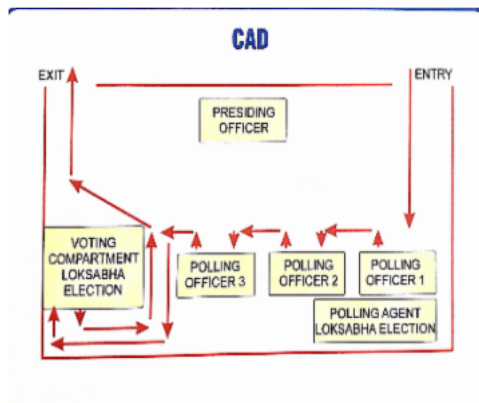 CAD
EXIT
ENTRY
PRESIDING
OFFICER
VOTING
COMPARTMENT
LOKSABHA
ELECTION
POLLING
OFFICER 3
POLLING
OFFICER 2
POLLING
OFFICER 1
POLLING AGENT
LOKSABHA ELECTION